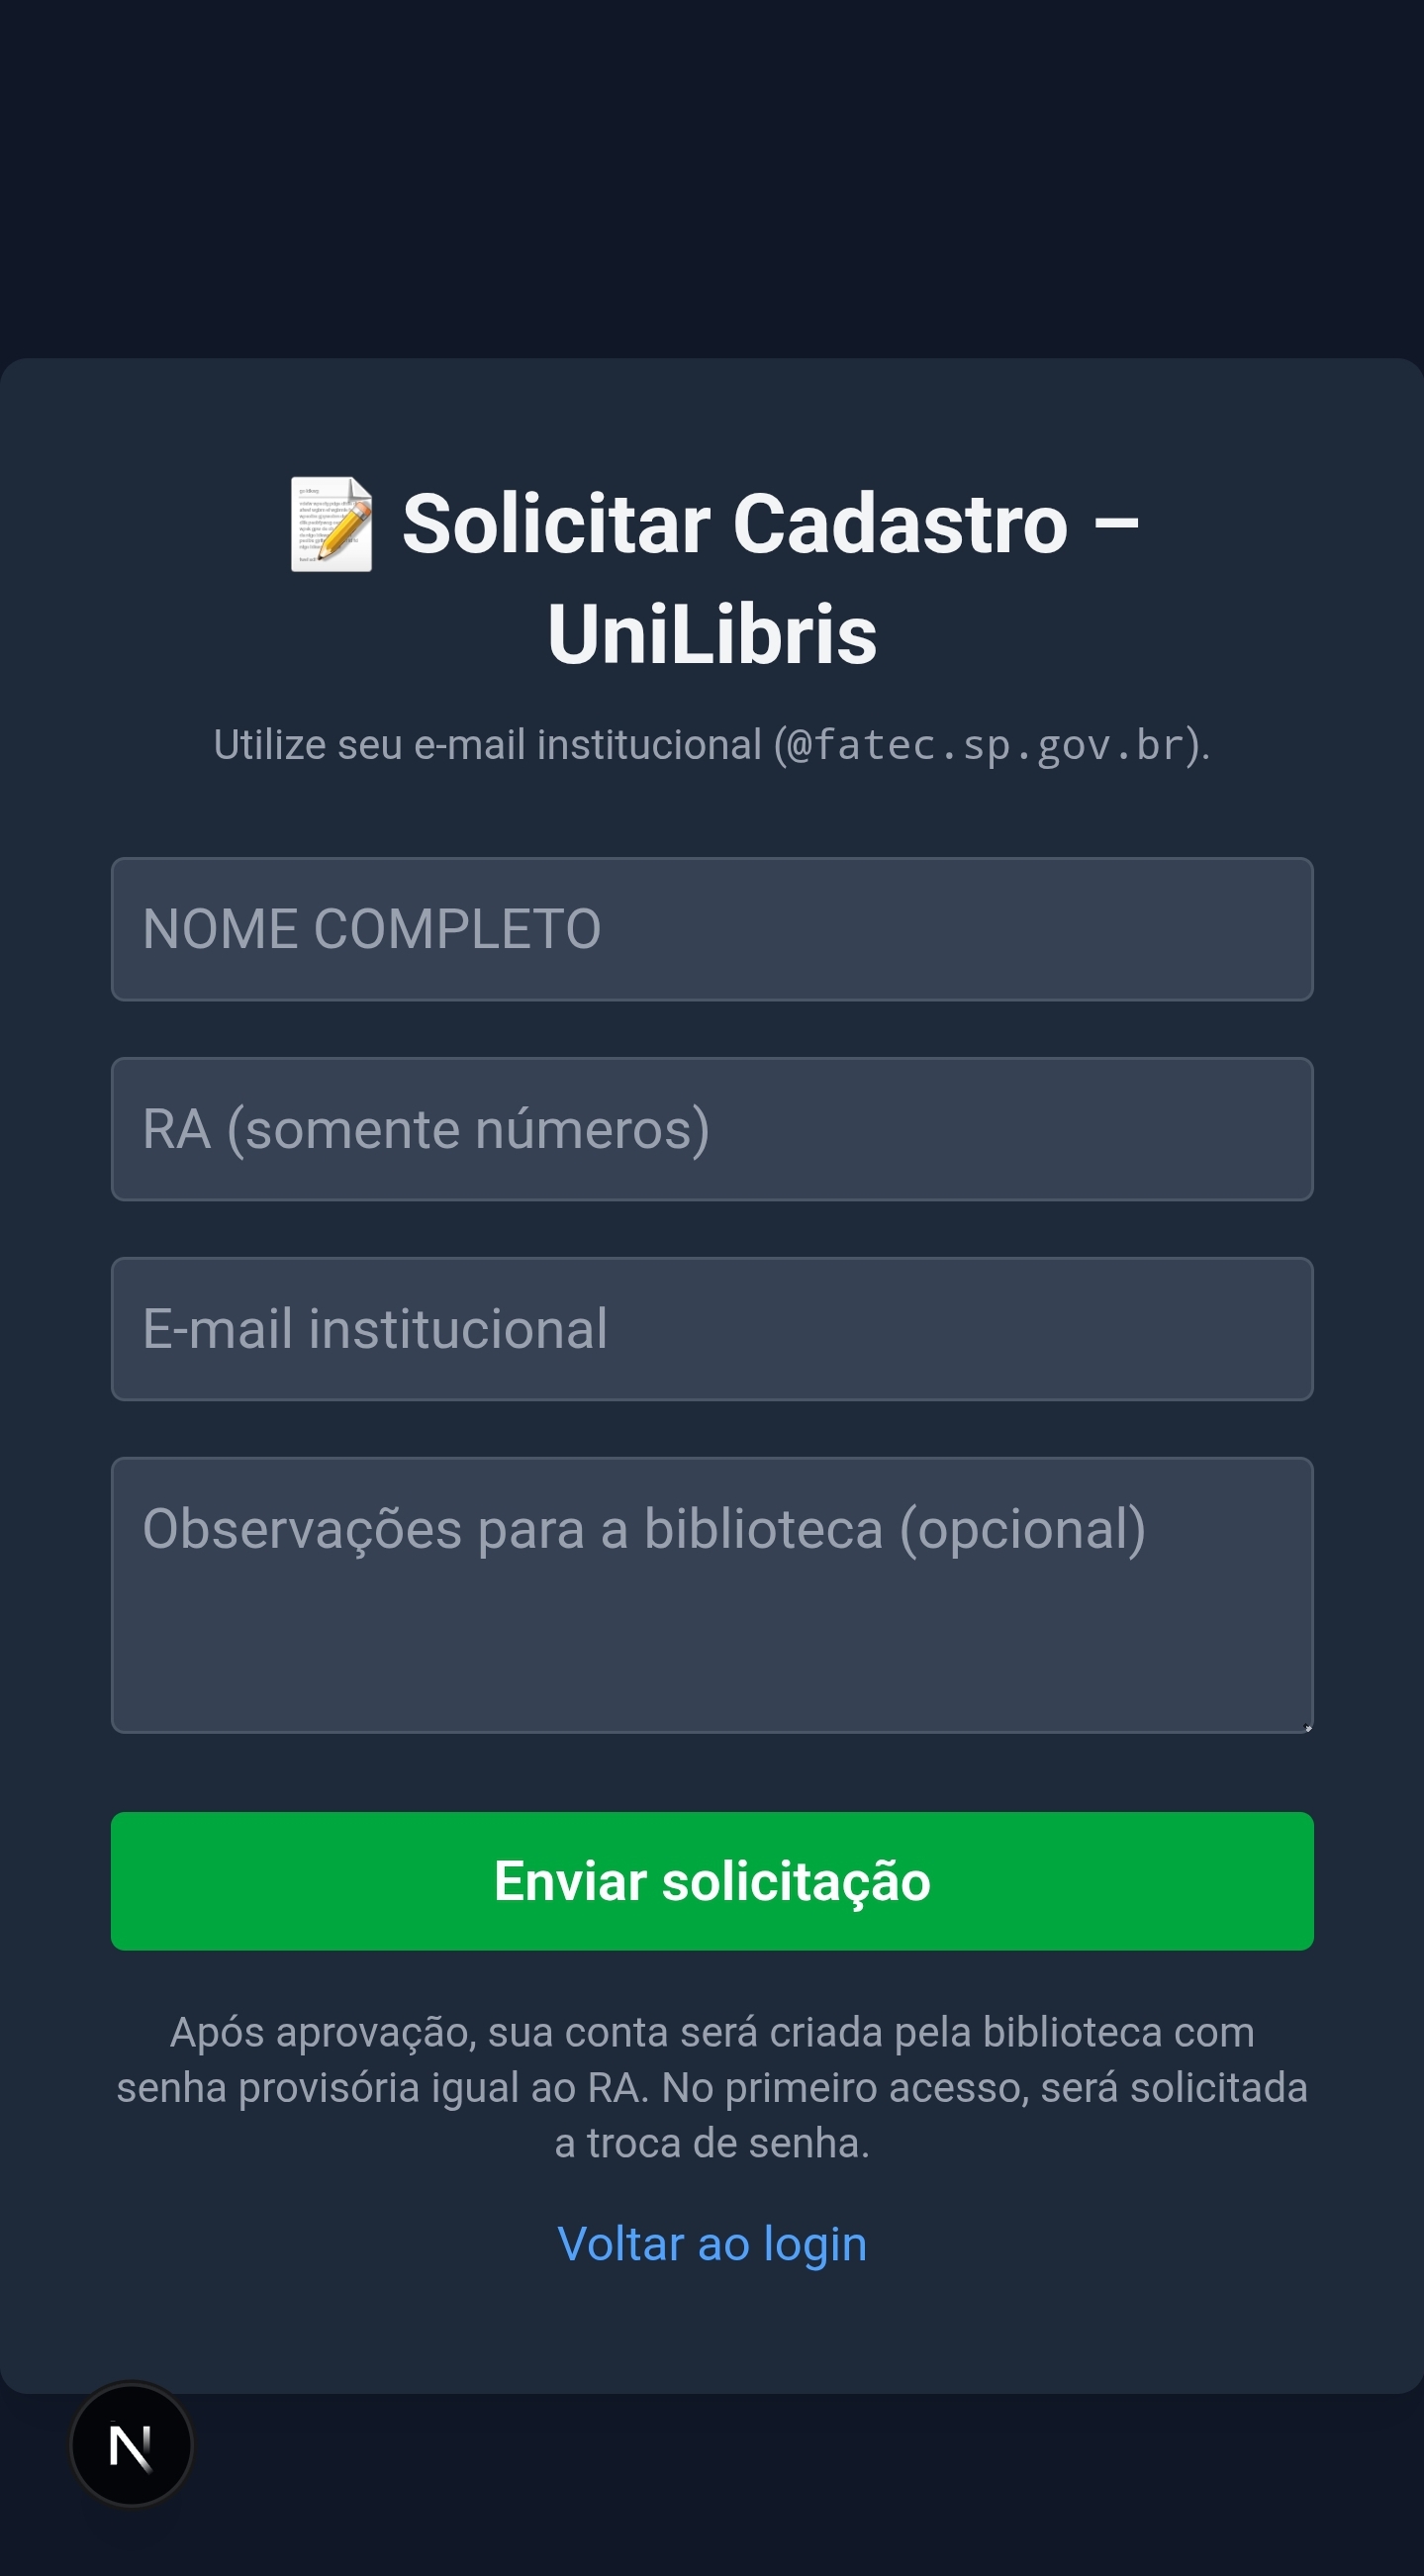 Solicitar Cadastro –
UniLibris
Utilize seu e-mail institucional (@fatec.sp.gov.br).
NOME COMPLETO
RA (somente números)
E-mail institucional
Observações para a biblioteca (opcional)
Enviar solicitação
Após aprovação, sua conta será criada pela biblioteca com
senha provisória igual ao RA. No primeiro acesso, será solicitada
a troca de senha.
Voltar ao login
N